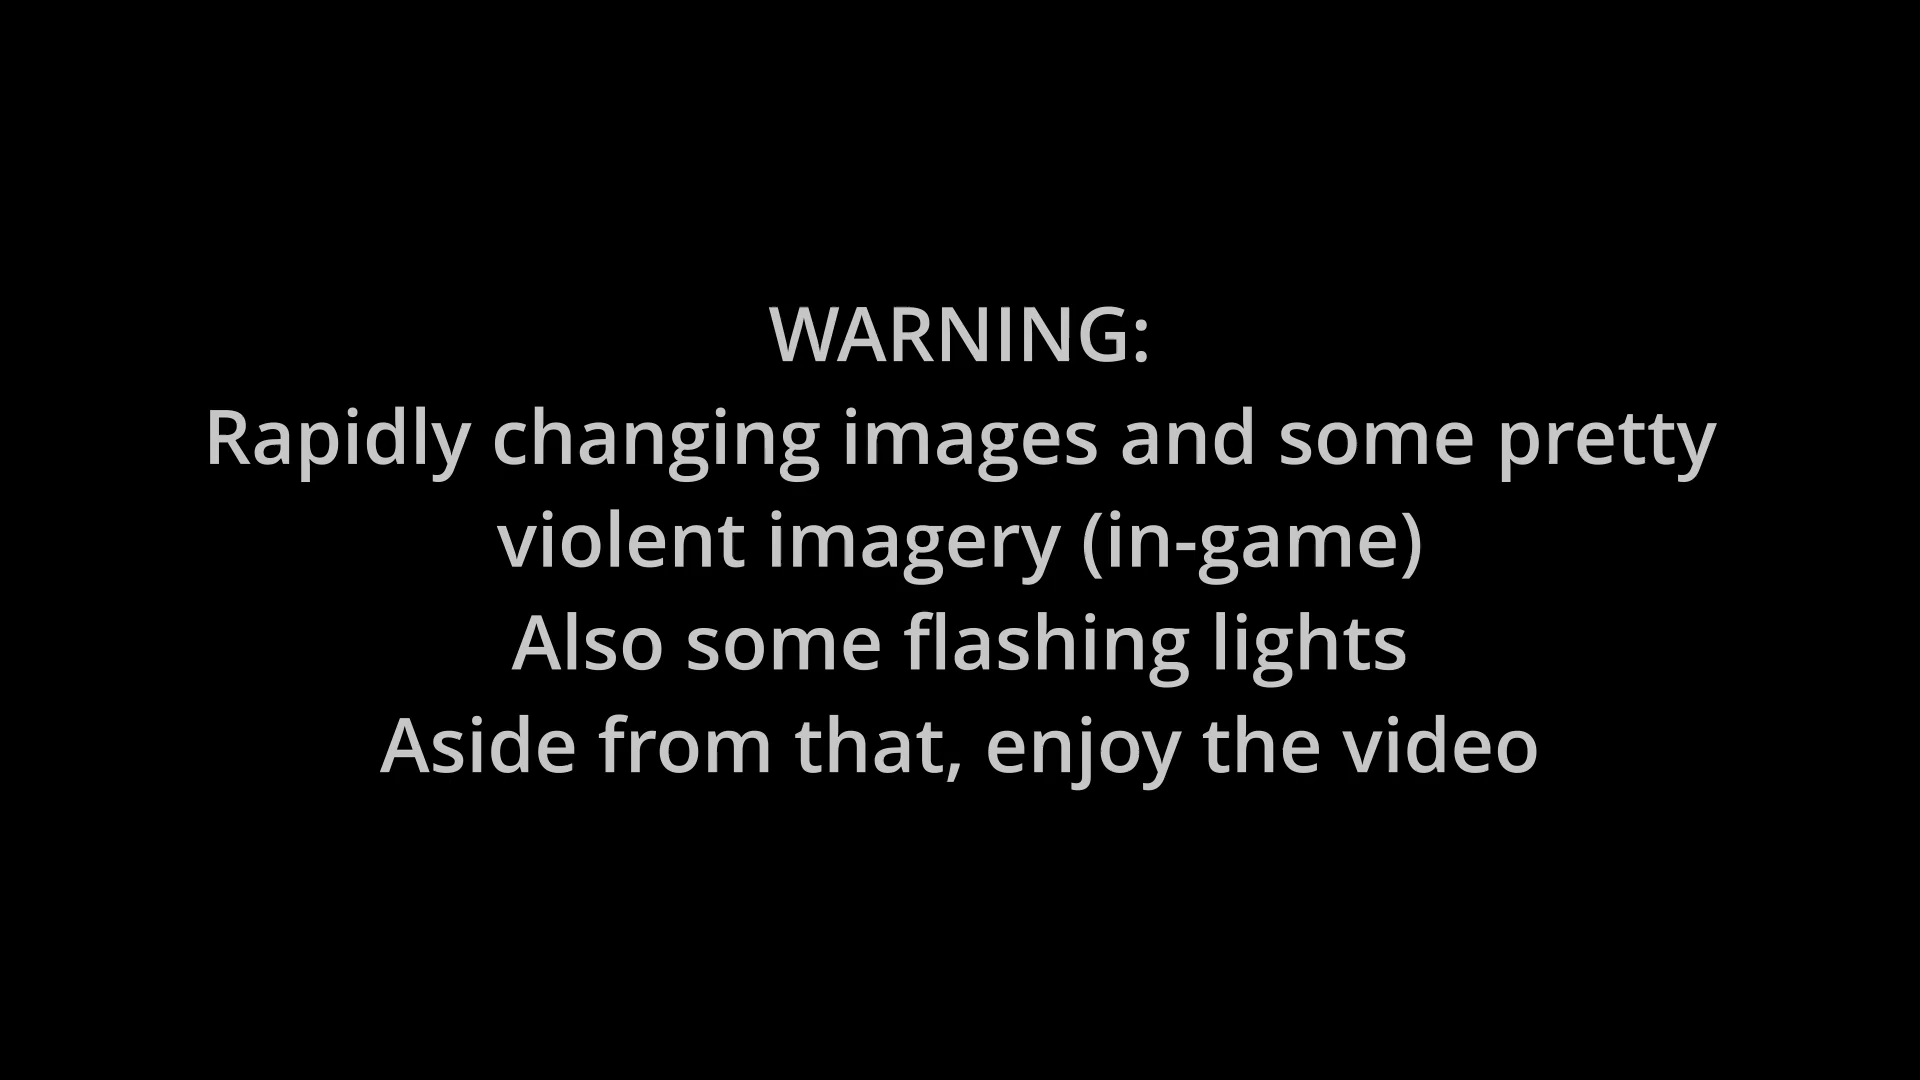 WARNING:
Rapidly changing images and some pretty
violent imagery (in-game)
Also some flashing lights
Aside from that, enjoy the video